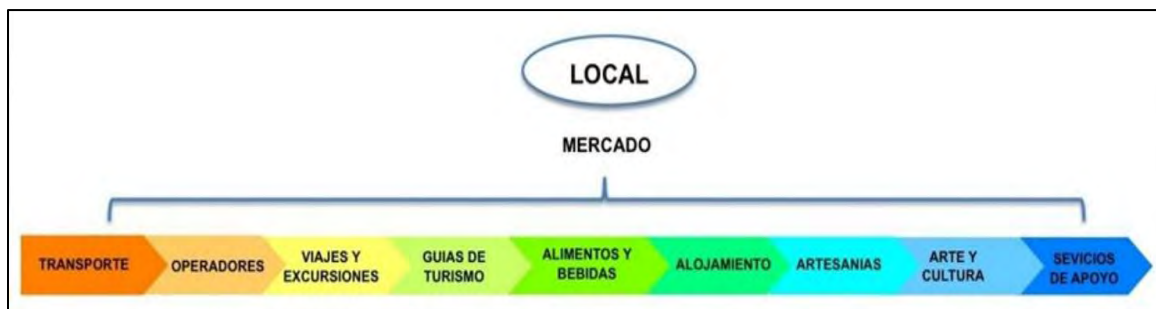 LOCAL
MERCADO
TRANSPORTE
OPERADORES
VIAJES Y
EXCURSIONES
GUIAS DE
TURISMO
ALIMENTOS Y
BEBIDAS
ALOJAMIENTO
ARTESANIAS
ARTE Y
CULTURA
SEVICIOS
DE APOYO